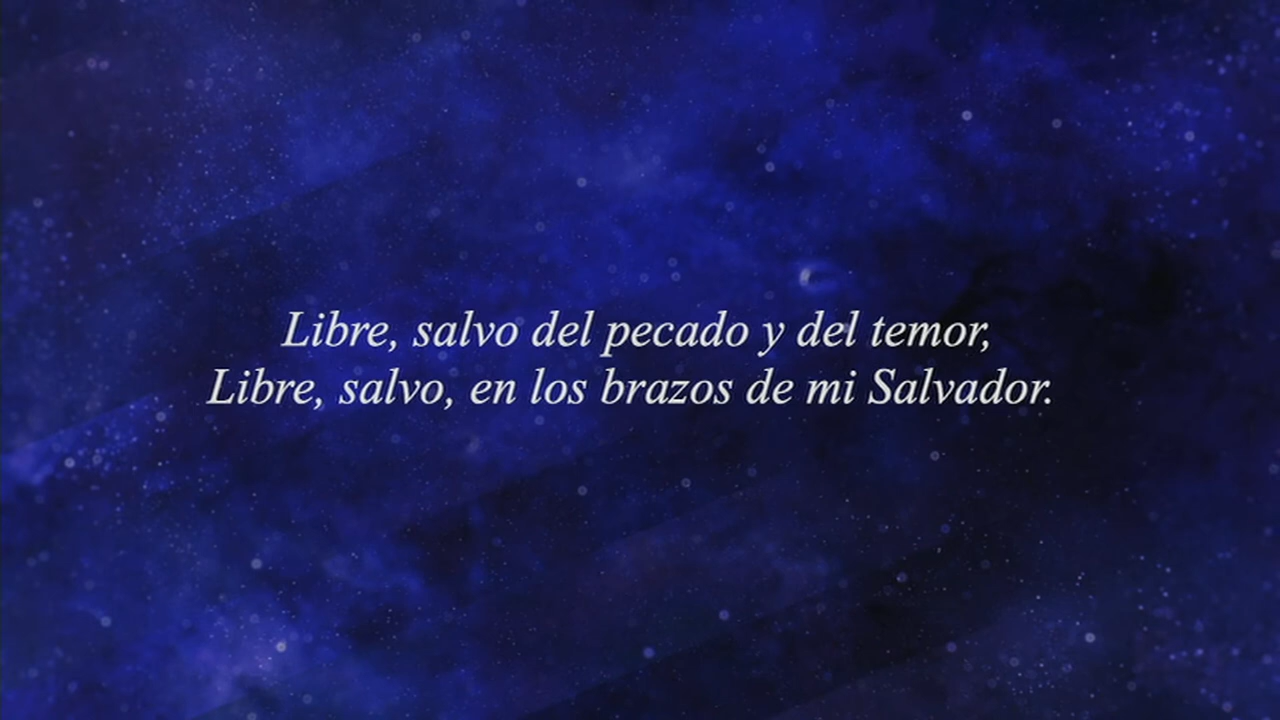 Libre, salvo del pecado y del temor,
Libre, salvo, en los brazos de mi Salvador.